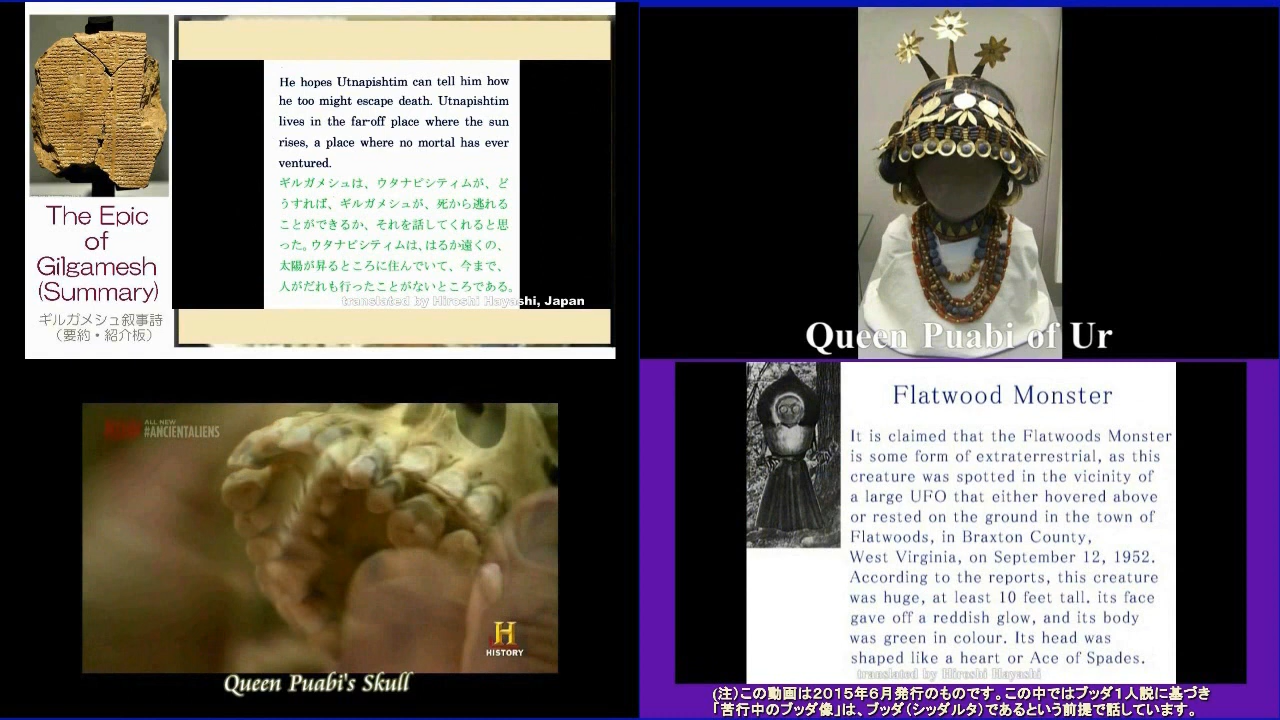 He hopes Utnapishtim can tell him how
he too might escape death. Utnapishtim
lives in the far-off place where the sun
rises, a place where no mortal has ever
ventured.
ギルガメシュは、ウタナピシティムが、ど
うすれば、ギルガメシュが、死から逃れる
ことができるか、それを話してくれると思
った。ウタナピシティムは、はるか遠くの、
太陽が昇るところに住んでいて、今まで、
人がだれも行ったことがないところである。
translated by Hiroshi Hayashi, Japan
The Epic
of
Gilgamesh
(Summary)
ギルガメシュ叙事詩
（要約・紹介板）
Queen Puabi of Ur
ALL NEW
#ANCIENTALIENS
H
HISTORY
Queen Puabi's Skull
Flatwood Monster
It is claimed that the Flatwoods Monster
is some form of extraterrestrial, as this
creature was spotted in the vicinity of
a large UFO that either hovered above
or rested on the ground in the town of
Flatwoods, in Braxton County,
West Virginia, on September 12, 1952.
According to the reports, this creature
was huge, at least 10 feet tall. its face
gave off a reddish glow, and its body
was green in colour. Its head was
shaped like a heart or Ace of Spades.
translated by Hiroshi Hayashi
(注)この動画は2015年6月発行のものです。この中ではブッダ1人説に基づき
「苦行中のブッダ像」は、ブッダ(シッダルタ)であるという前提で話しています。